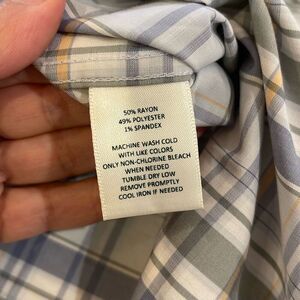 50% RAYON
49% POLYESTER
1% SPANDEX
MACHINE WASH COLD
WITH LIKE COLORS
ONLY NON-CHLORINE BLEACH
WHEN NEEDED
TUMBLE DRY LOW
REMOVE PROMPTLY
COOL IRON IF NEEDED